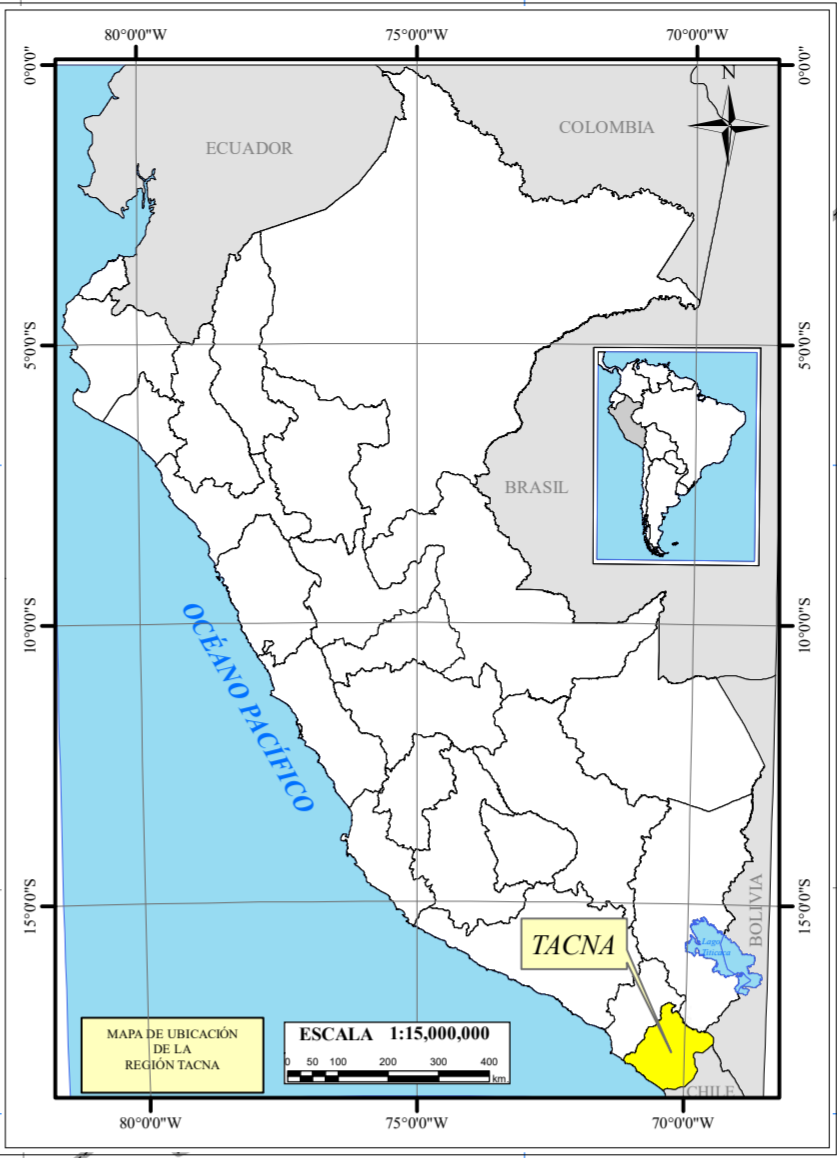 80°0'0"W 75°0'0"W 70°0'0"W
0°0'0" 0°0'0"
N
COLOMBIA
ECUADOR
5°0'0"S 5°0'0"S
BRASIL
10°0'0"S 10°0'0"S
OCÉANO PACÍFICO
15°0'0"S 15°0'0"S
BOLIVIA
TACNA
Lago
Titicaca
MAPA DE UBICACIÓN
DE LA
REGIÓN TACNA
ESCALA 1:15,000,000
0 50 100 200 300 400
km.
CHILE
80°0'0"W 75°0'0"W 70°0'0"W